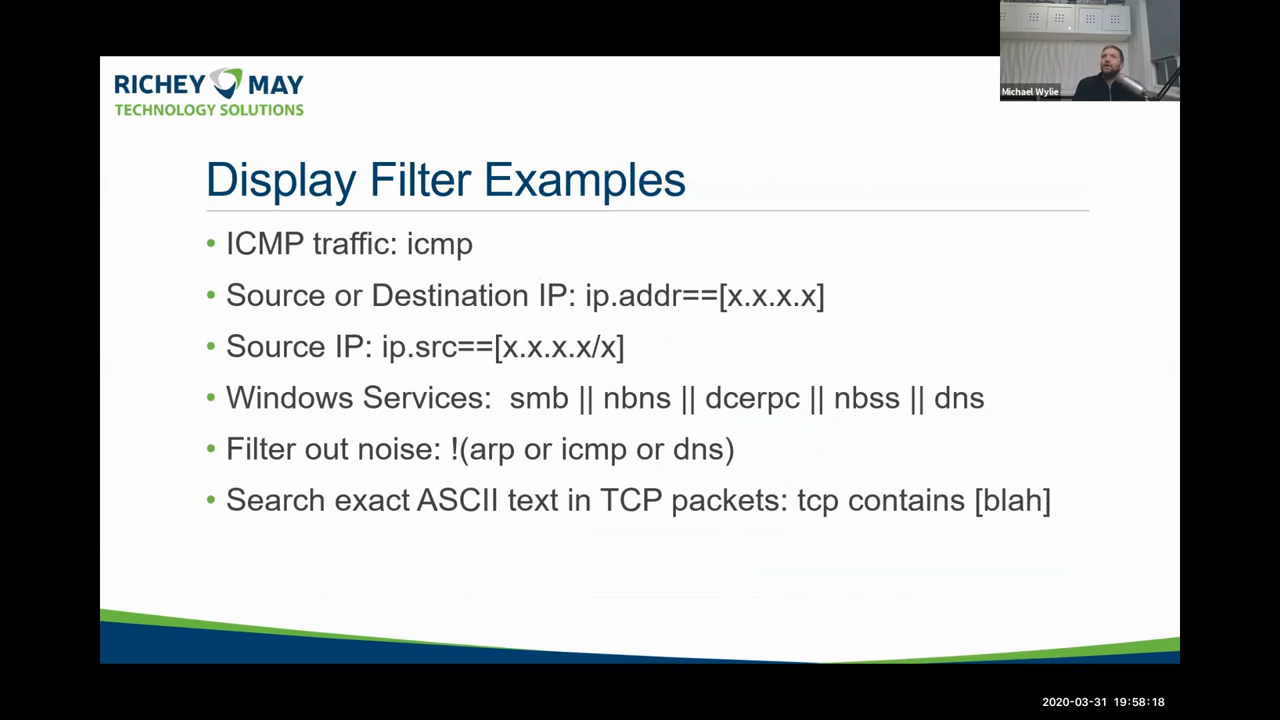 RICHEY MAY
TECHNOLOGY SOLUTIONS
Michael Wylie
Display Filter Examples
• ICMP traffic: icmp
• Source or Destination IP: ip.addr==[x.x.x.x]
• Source IP: ip.src==[x.x.x.x/x]
• Windows Services:  smb || nbns || dcerpc || nbss || dns
• Filter out noise: !(arp or icmp or dns)
• Search exact ASCII text in TCP packets: tcp contains [blah]
2020-03-31 19:58:18